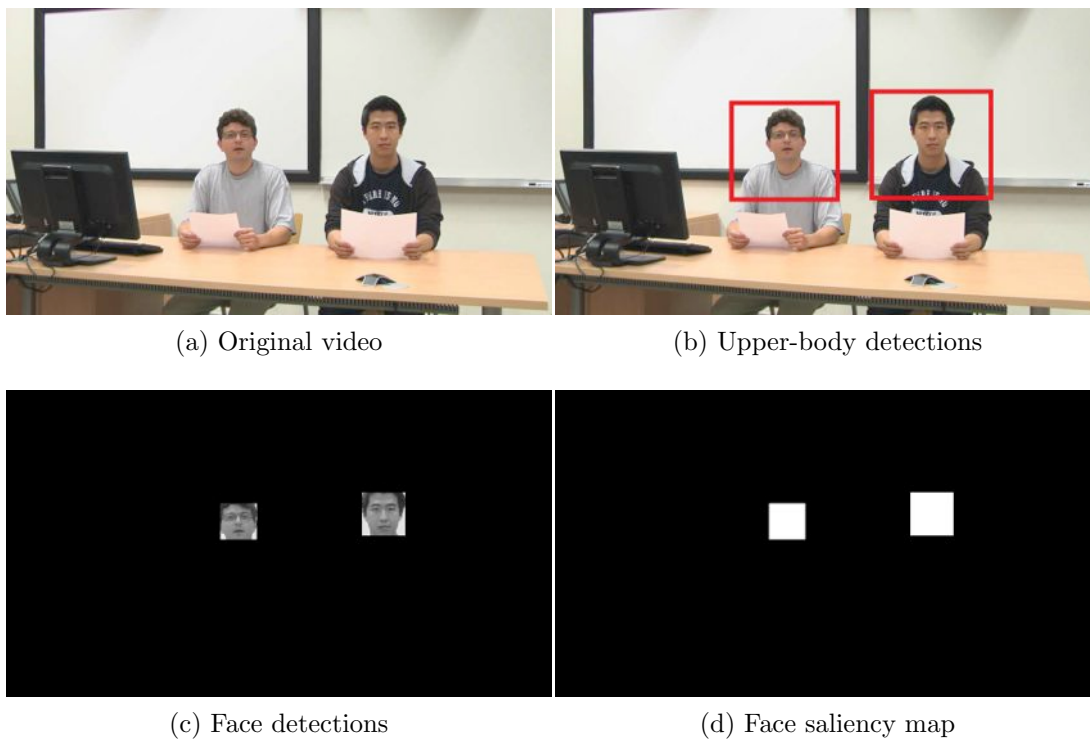 (a) Original video
(b) Upper-body detections
(c) Face detections
(d) Face saliency map